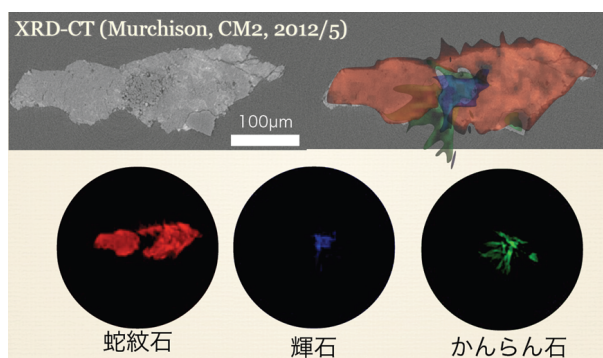 XRD-CT (Murchison, CM2, 2012/5)
100μm
蛇紋石
輝石
かんらん石